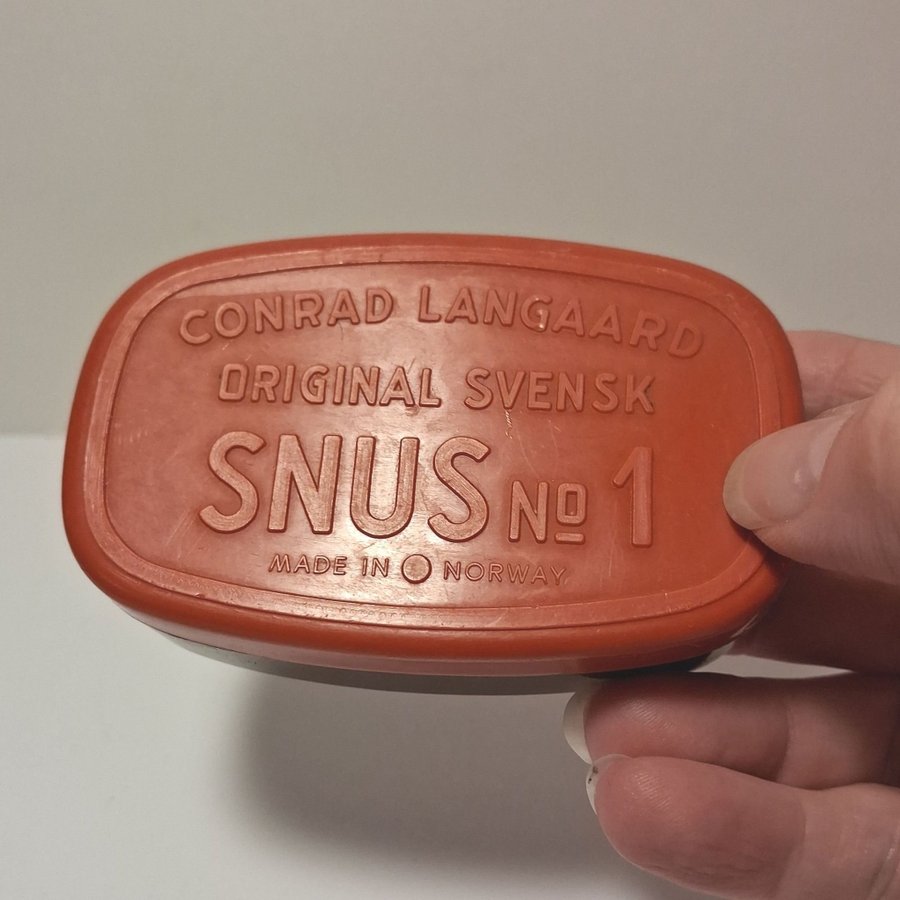 CONRAD LANGAARD
ORIGINAL SVENSK
SNUS Nº 1
MADE IN NORWAY